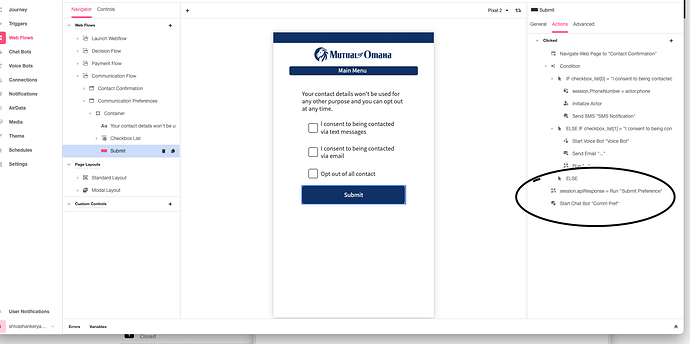 Journey
Triggers
Web Flows
Chat Bots
Voice Bots
Connections
Notifications
AirData
Media
Theme
Schedules
Settings
User Notifications
shivashankerya...
Navigator
Controls
Web Flows
Launch Webflow
Decision Flow
Payment Flow
Communication Flow
Contact Confirmation
Communication Preferences
Container
Aa Your contact details won't be u
Checkbox List
Submit
Page Layouts
Standard Layout
Modal Layout
Custom Controls
Errors
Variables
Pixel 2
Mutual of Omaha
Main Menu
Your contact details won't be used for
any other purpose and you can opt out
at any time.
I consent to being contacted
via text messages
I consent to being contacted
via email
Opt out of all contact
Submit
Submit
General
Actions
Advanced
Clicked
Navigate Web Page to "Contact Confirmation"
Condition
IF checkbox_list[0] = "I consent to being contacted
session.PhoneNumber = actor.phone
Initialize Actor
Send SMS "SMS Notification"
ELSE IF checkbox_list[1] = "I consent to being con
Start Voice Bot "Voice Bot"
Send Email "..."
Run "..."
ELSE
session.apiResponse = Run "Submit Preference"
Start Chat Bot "Comm Pref"
Closed